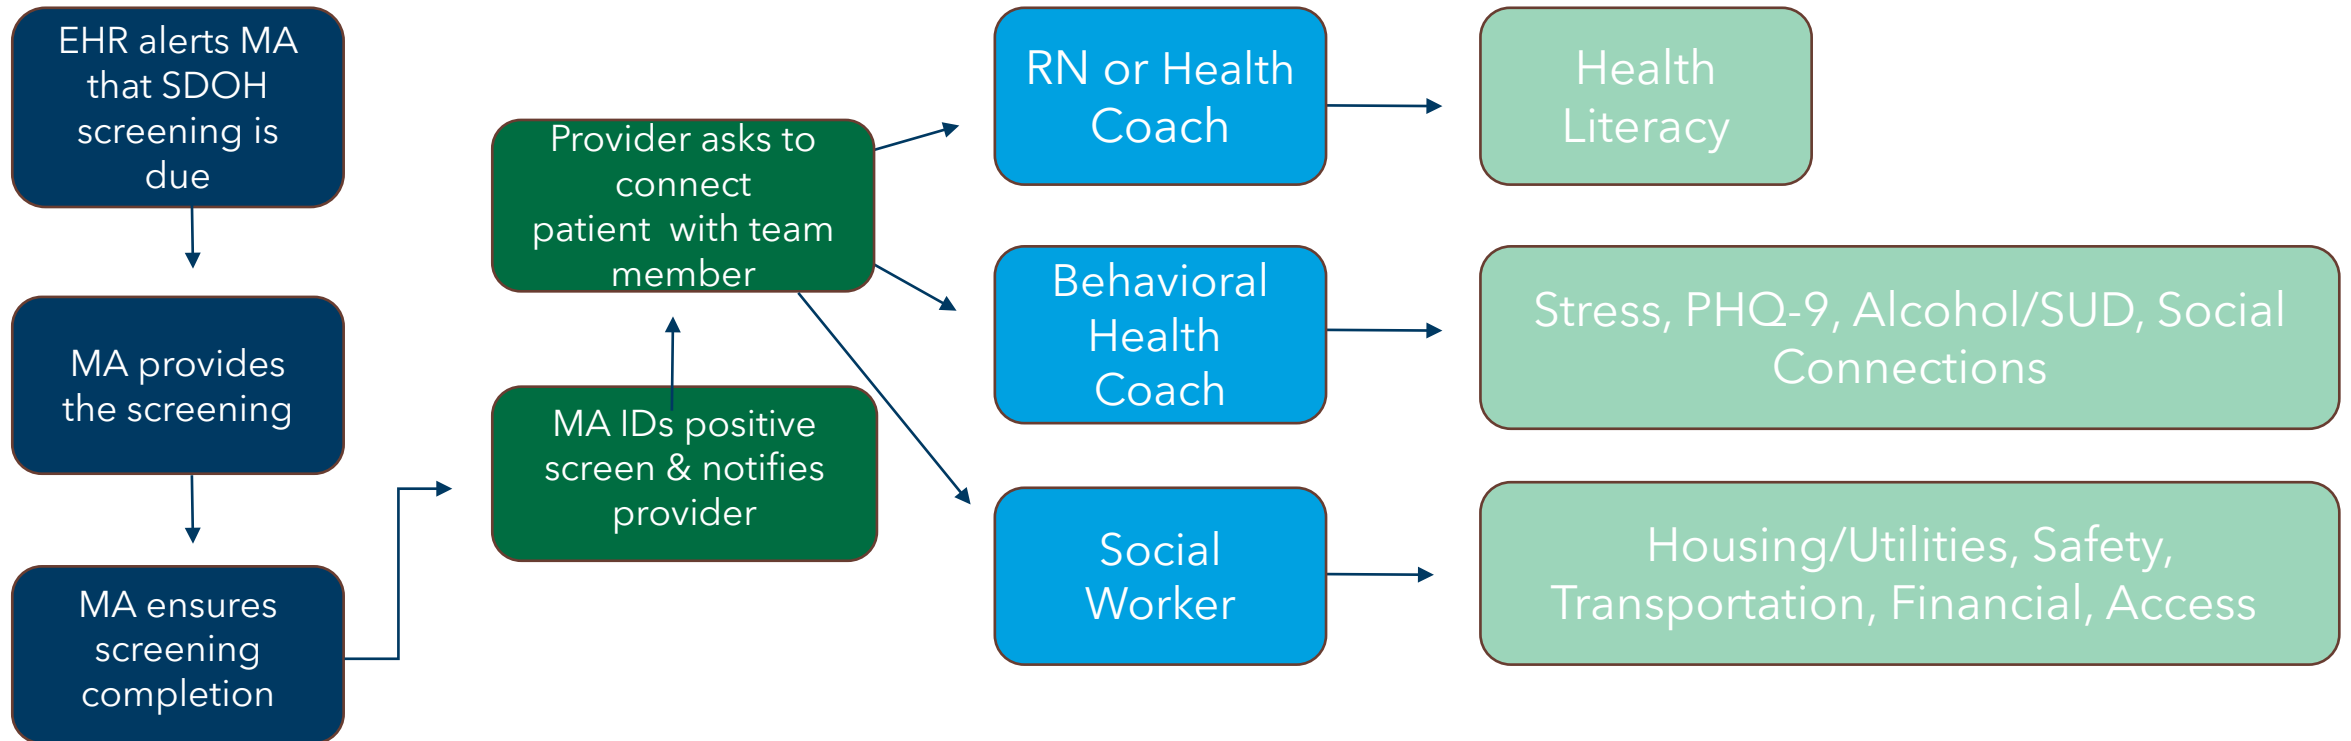 EHR alerts MA
that SDOH
screening is
due
MA provides
the screening
MA ensures
screening
completion
Provider asks to
connect
patient with team
member
MA IDs positive
screen & notifies
provider
RN or Health
Coach
Behavioral
Health
Coach
Social
Worker
Health
Literacy
Stress, PHQ-9, Alcohol/SUD, Social
Connections
Housing/Utilities, Safety,
Transportation, Financial, Access